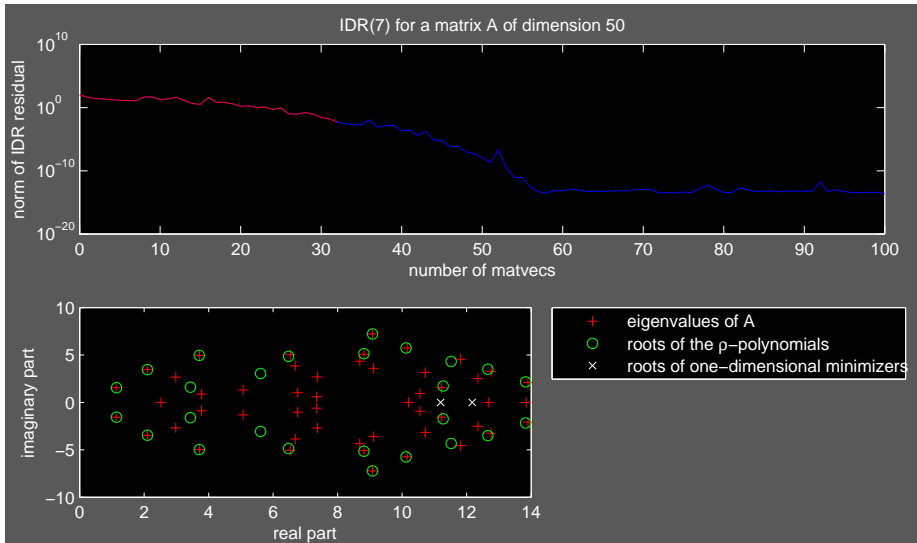 IDR(7) for a matrix A of dimension 50
norm of IDR residual
10^10
10^0
10^−10
10^−20
0 10 20 30 40 50 60 70 80 90 100
number of matvecs
imaginary part
10
5
0
−5
−10
0 2 4 6 8 10 12 14
real part
eigenvalues of A
roots of the ρ−polynomials
roots of one−dimensional minimizers